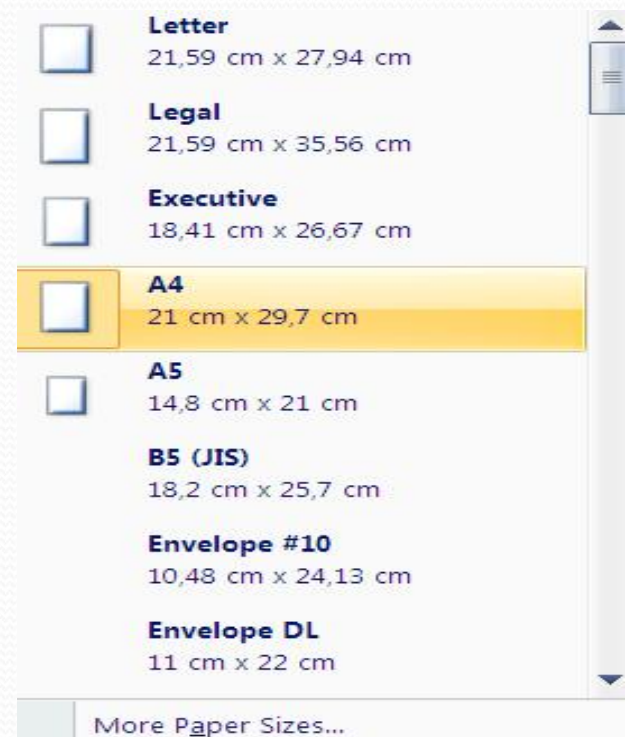 Letter
21,59 cm x 27,94 cm
Legal
21,59 cm x 35,56 cm
Executive
18,41 cm x 26,67 cm
A4
21 cm x 29,7 cm
A5
14,8 cm x 21 cm
B5 (JIS)
18,2 cm x 25,7 cm
Envelope #10
10,48 cm x 24,13 cm
Envelope DL
11 cm x 22 cm
More Paper Sizes...